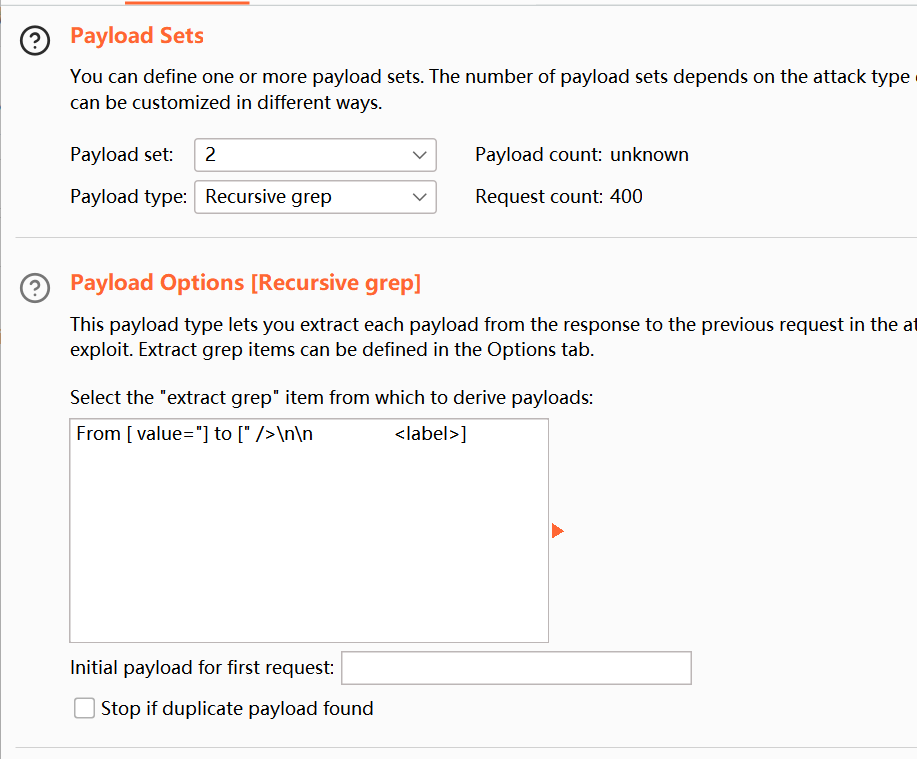 Payload Sets
You can define one or more payload sets. The number of payload sets depends on the attack type
can be customized in different ways.
Payload set: 2 Payload count: unknown
Payload type: Recursive grep Request count: 400
Payload Options [Recursive grep]
This payload type lets you extract each payload from the response to the previous request in the
exploit. Extract grep items can be defined in the Options tab.
Select the "extract grep" item from which to derive payloads:
From [ value="] to [" />\n\n                <label>]
Initial payload for first request:
Stop if duplicate payload found